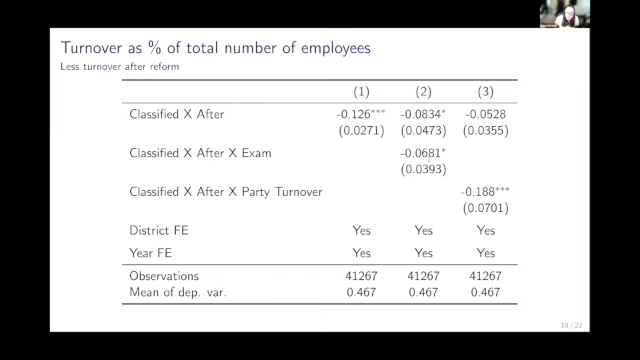 Turnover as % of total number of employees
Less turnover after reform
(1) (2) (3)
Classified X After -0.126*** -0.0834* -0.0528
(0.0271) (0.0473) (0.0355)
Classified X After X Exam -0.0681*
(0.0393)
Classified X After X Party Turnover -0.188***
(0.0701)
District FE Yes Yes Yes
Year FE Yes Yes Yes
Observations 41267 41267 41267
Mean of dep. var. 0.467 0.467 0.467
10 / 22